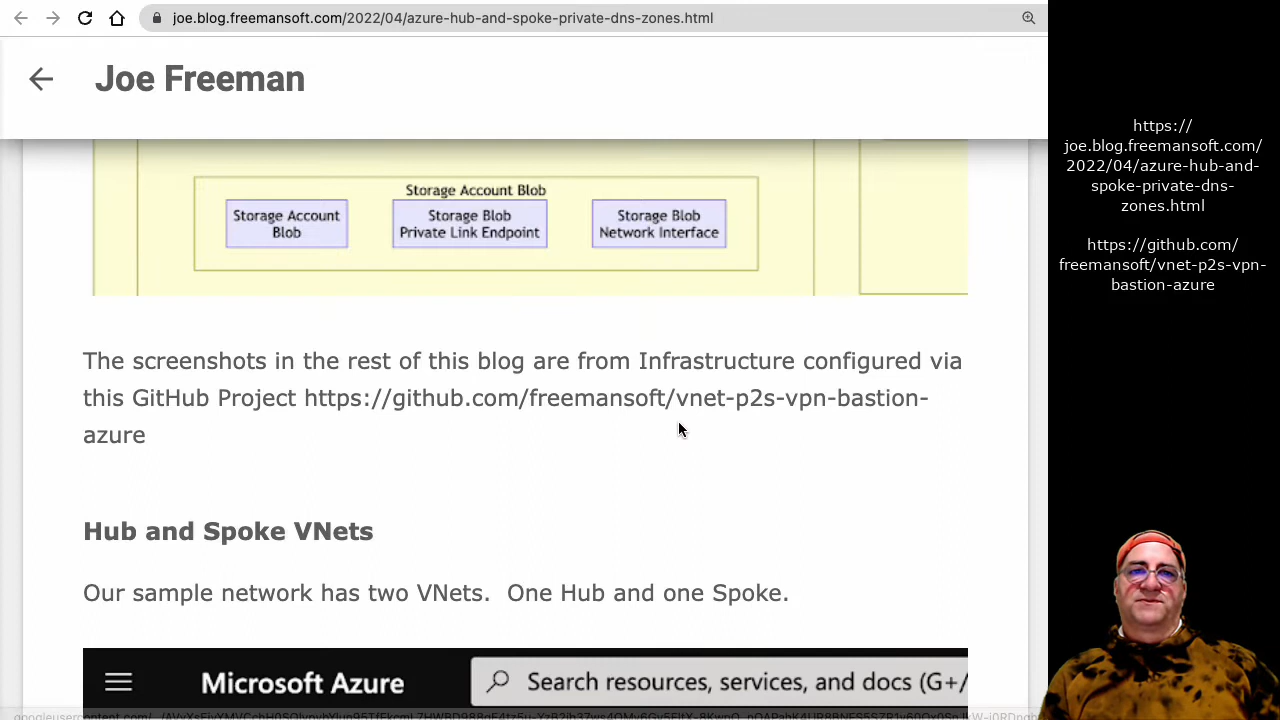 joe.blog.freemansoft.com/2022/04/azure-hub-and-spoke-private-dns-zones.html
Joe Freeman
Storage Account Blob
Storage Account
Blob
Storage Blob
Private Link Endpoint
Storage Blob
Network Interface
The screenshots in the rest of this blog are from Infrastructure configured via
this GitHub Project https://github.com/freemansoft/vnet-p2s-vpn-bastion-
azure
Hub and Spoke VNets
Our sample network has two VNets.  One Hub and one Spoke.
Microsoft Azure
Search resources, services, and docs (G+/
https://
joe.blog.freemansoft.com/
2022/04/azure-hub-and-
spoke-private-dns-
zones.html
https://github.com/
freemansoft/vnet-p2s-vpn-
bastion-azure